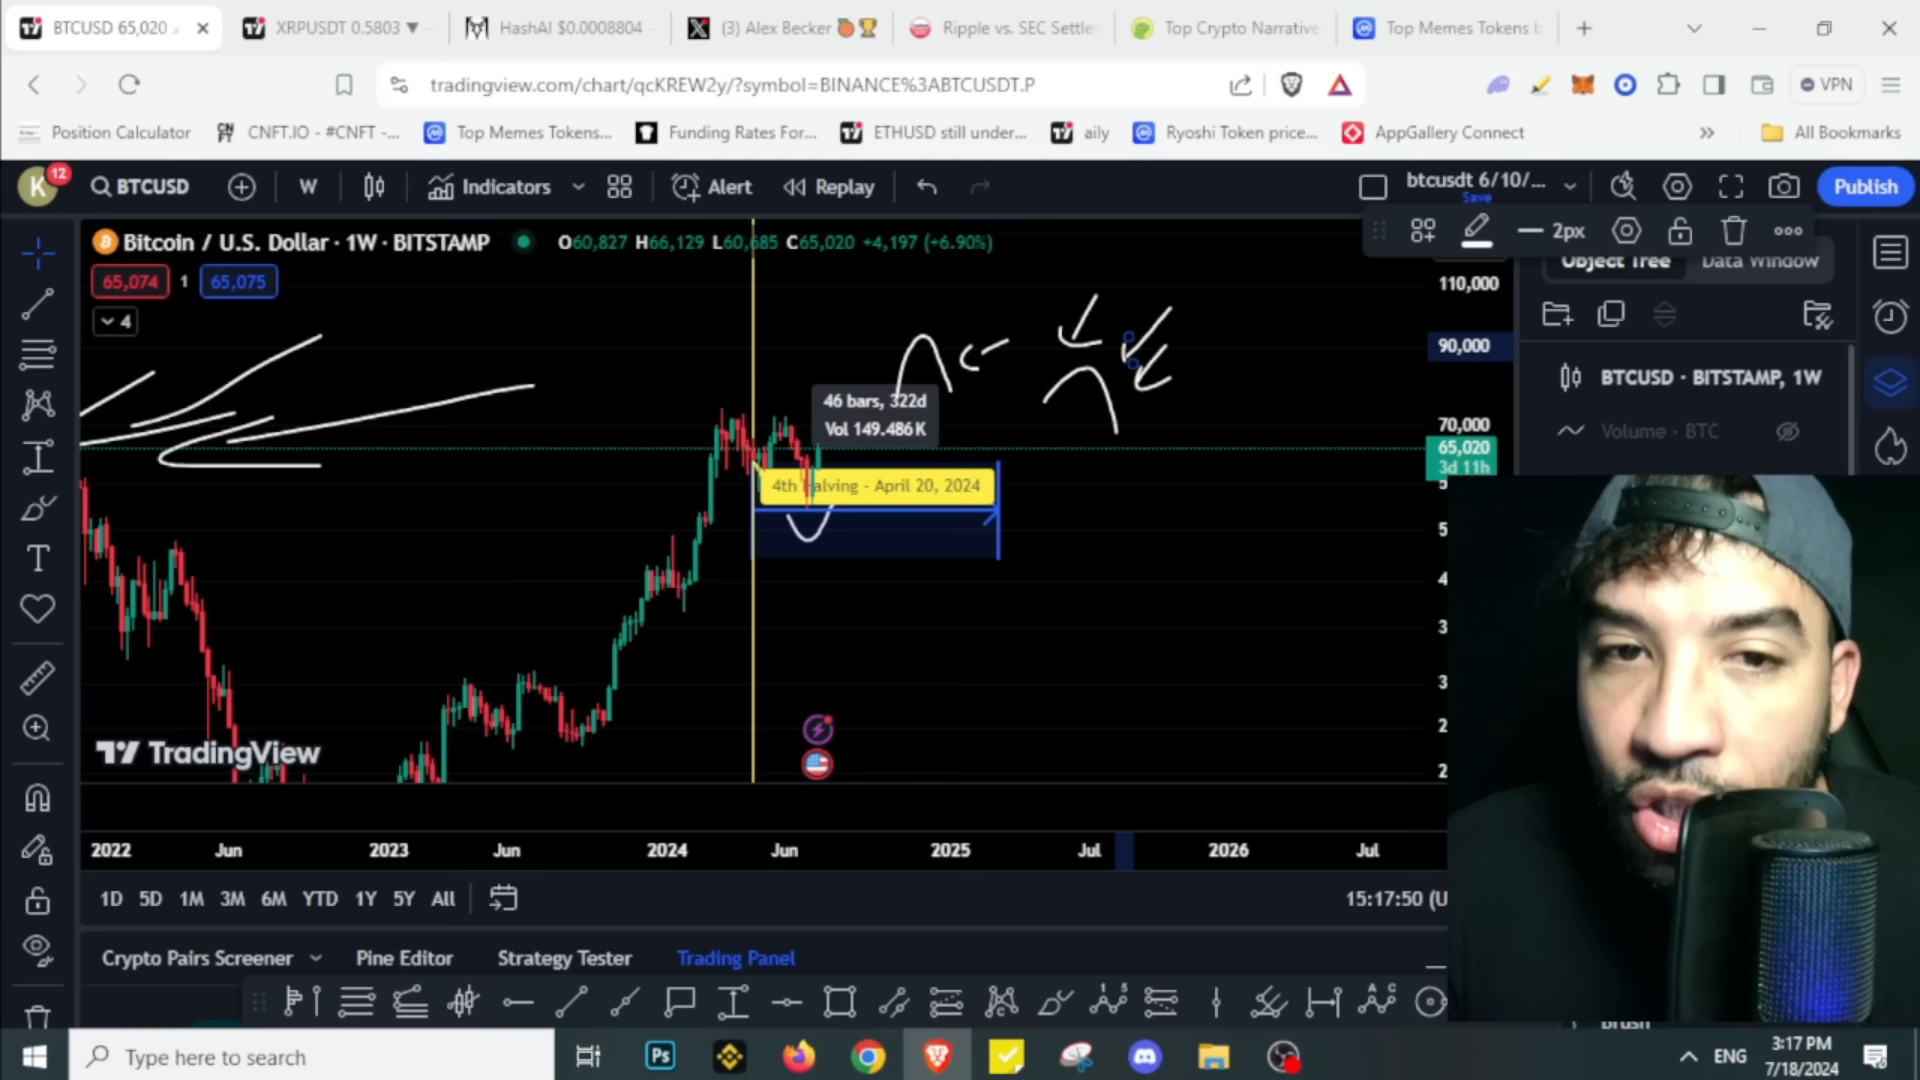 BTCUSD 65,020
XRPUSDT 0.5803 ▼
HashAI $0.0008804
(3) Alex Becker
Ripple vs. SEC Settle
Top Crypto Narrative
Top Memes Tokens b
tradingview.com/chart/qcKREW2y/?symbol=BINANCE%3ABTCUSDT.P
VPN
Position Calculator
CNFT.IO - #CNFT -...
Top Memes Tokens...
Funding Rates For...
ETHUSD still under...
aily
Ryoshi Token price...
AppGallery Connect
All Bookmarks
K
12
BTCUSD
W
Indicators
Alert
Replay
btcusdt 6/10/...
Save
Publish
Bitcoin / U.S. Dollar · 1W · BITSTAMP
O60,827 H66,129 L60,685 C65,020 +4,197 (+6.90%)
2px
Object Tree
Data Window
65,074
1
65,075
4
110,000
90,000
70,000
65,020
3d 11h
BTCUSD · BITSTAMP, 1W
Volume · BTC
46 bars, 322d
Vol 149.486K
4th Halving - April 20, 2024
TradingView
2022
Jun
2023
Jun
2024
Jun
2025
Jul
2026
Jul
1D
5D
1M
3M
6M
YTD
1Y
5Y
All
15:17:50 (U
Crypto Pairs Screener
Pine Editor
Strategy Tester
Trading Panel
Brush
Type here to search
Ps
ENG
3:17 PM
7/18/2024